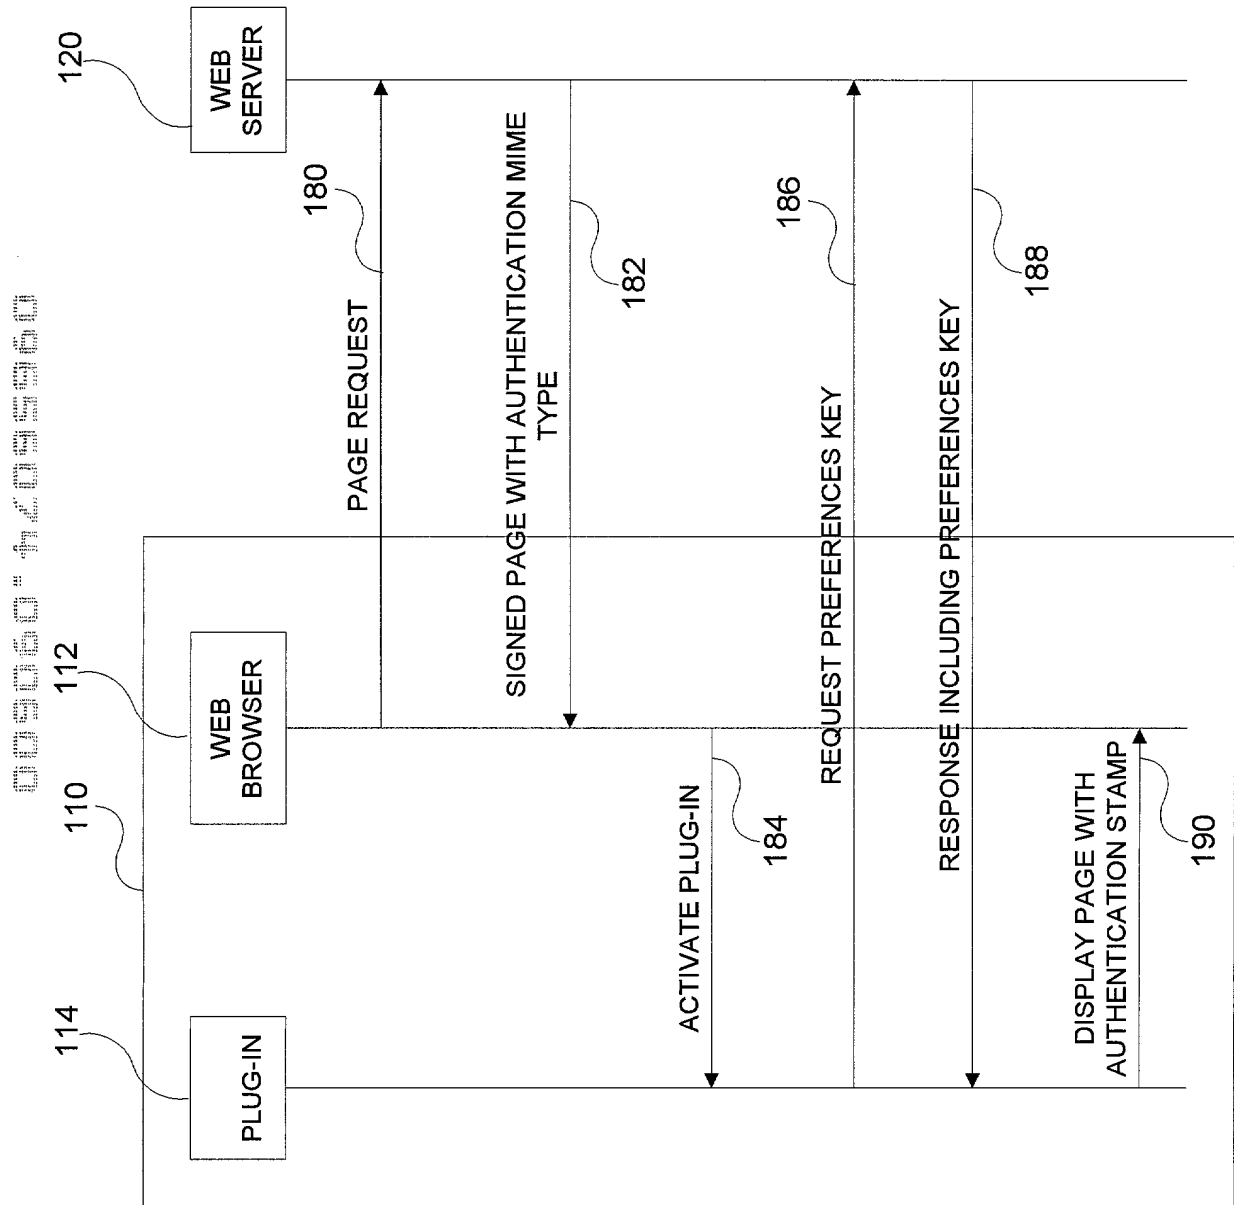 110
114
PLUG-IN
112
WEB
BROWSER
120
WEB
SERVER
PAGE REQUEST
180
SIGNED PAGE WITH AUTHENTICATION MIME
TYPE
182
ACTIVATE PLUG-IN
184
REQUEST PREFERENCES KEY
186
RESPONSE INCLUDING PREFERENCES KEY
188
DISPLAY PAGE WITH
AUTHENTICATION STAMP
190